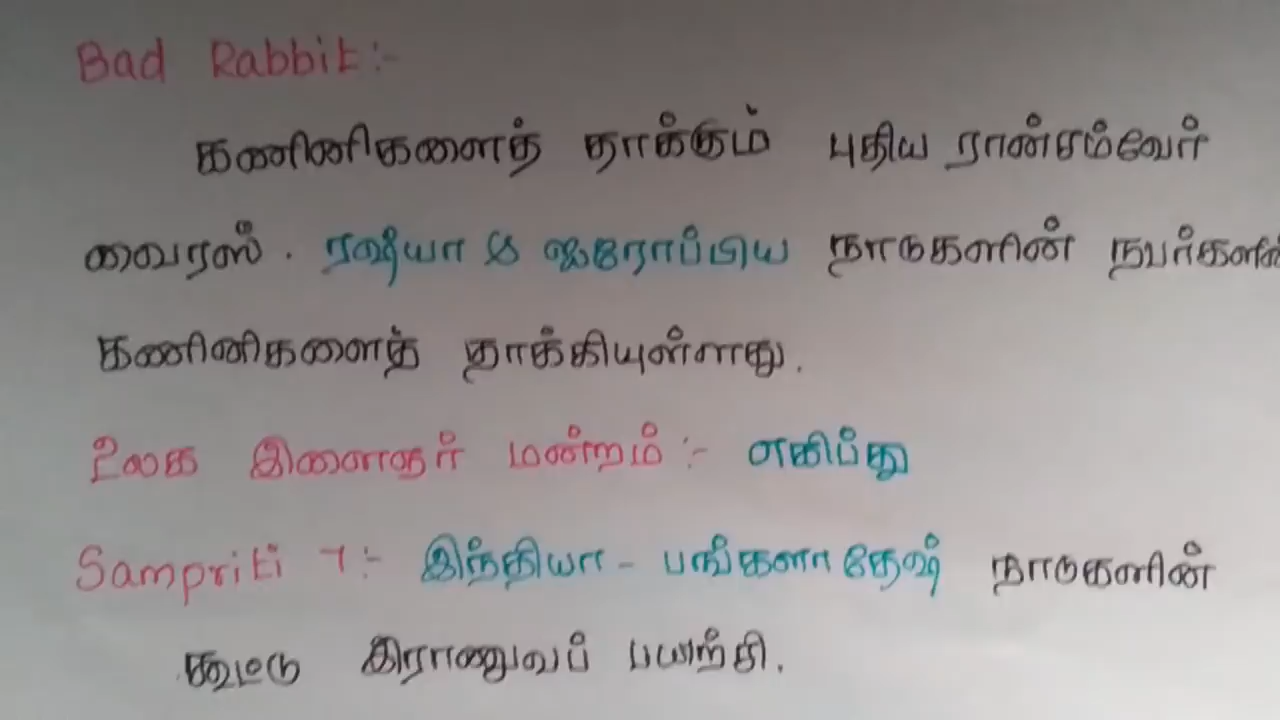 Bad Rabbit:-
கணினிகளைத் தாக்கும் புதிய ரான்சம்வேர்
வைரஸ். ரஷியா & ஐரோப்பிய நாடுகளின் நபர்களின்
கணினிகளைத் தாக்கியுள்ளது.
உலக இளைஞர் மன்றம் :- எகிப்து
Sampriti 7:- இந்தியா - பங்களாதேஷ் நாடுகளின்
கூட்டு இராணுவப் பயிற்சி.